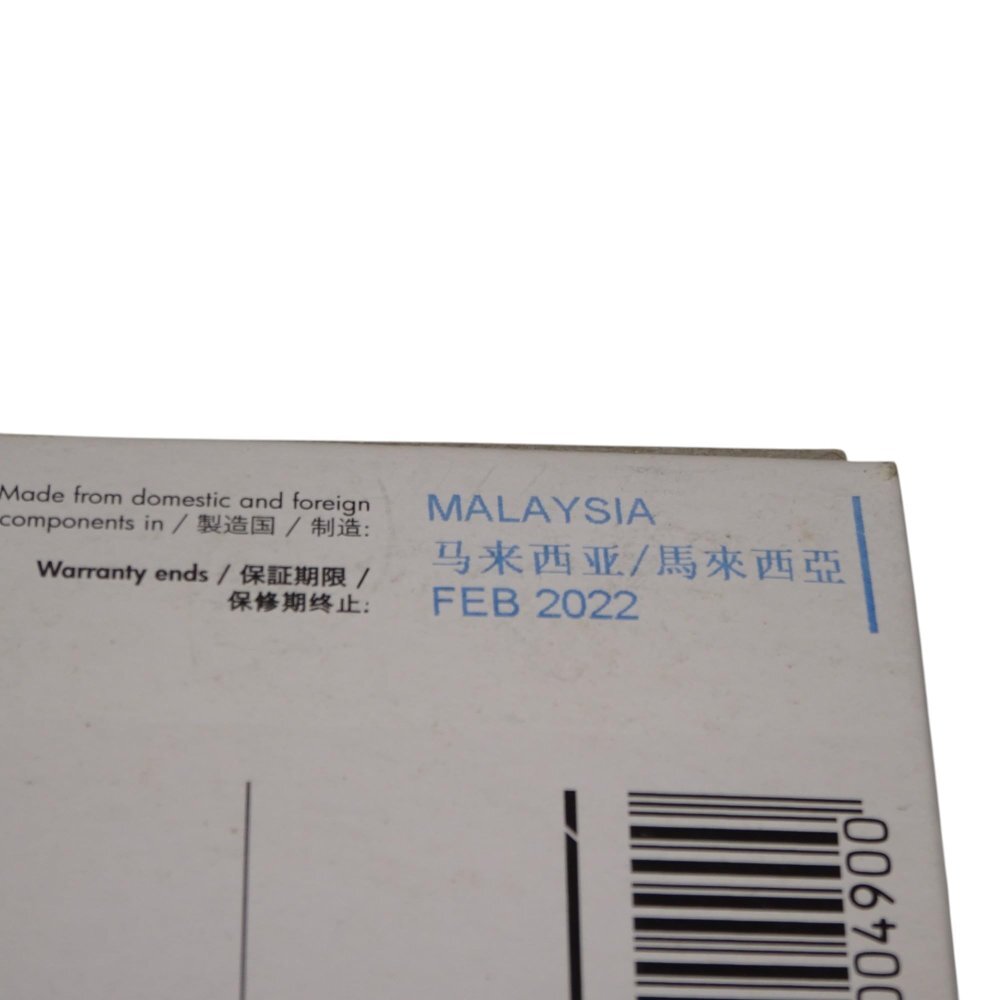 Made from domestic and foreign
components in / 製造国 / 制造:
MALAYSIA
马来西亚/馬來西亞
Warranty ends / 保証期限 /
保修期终止:
FEB 2022